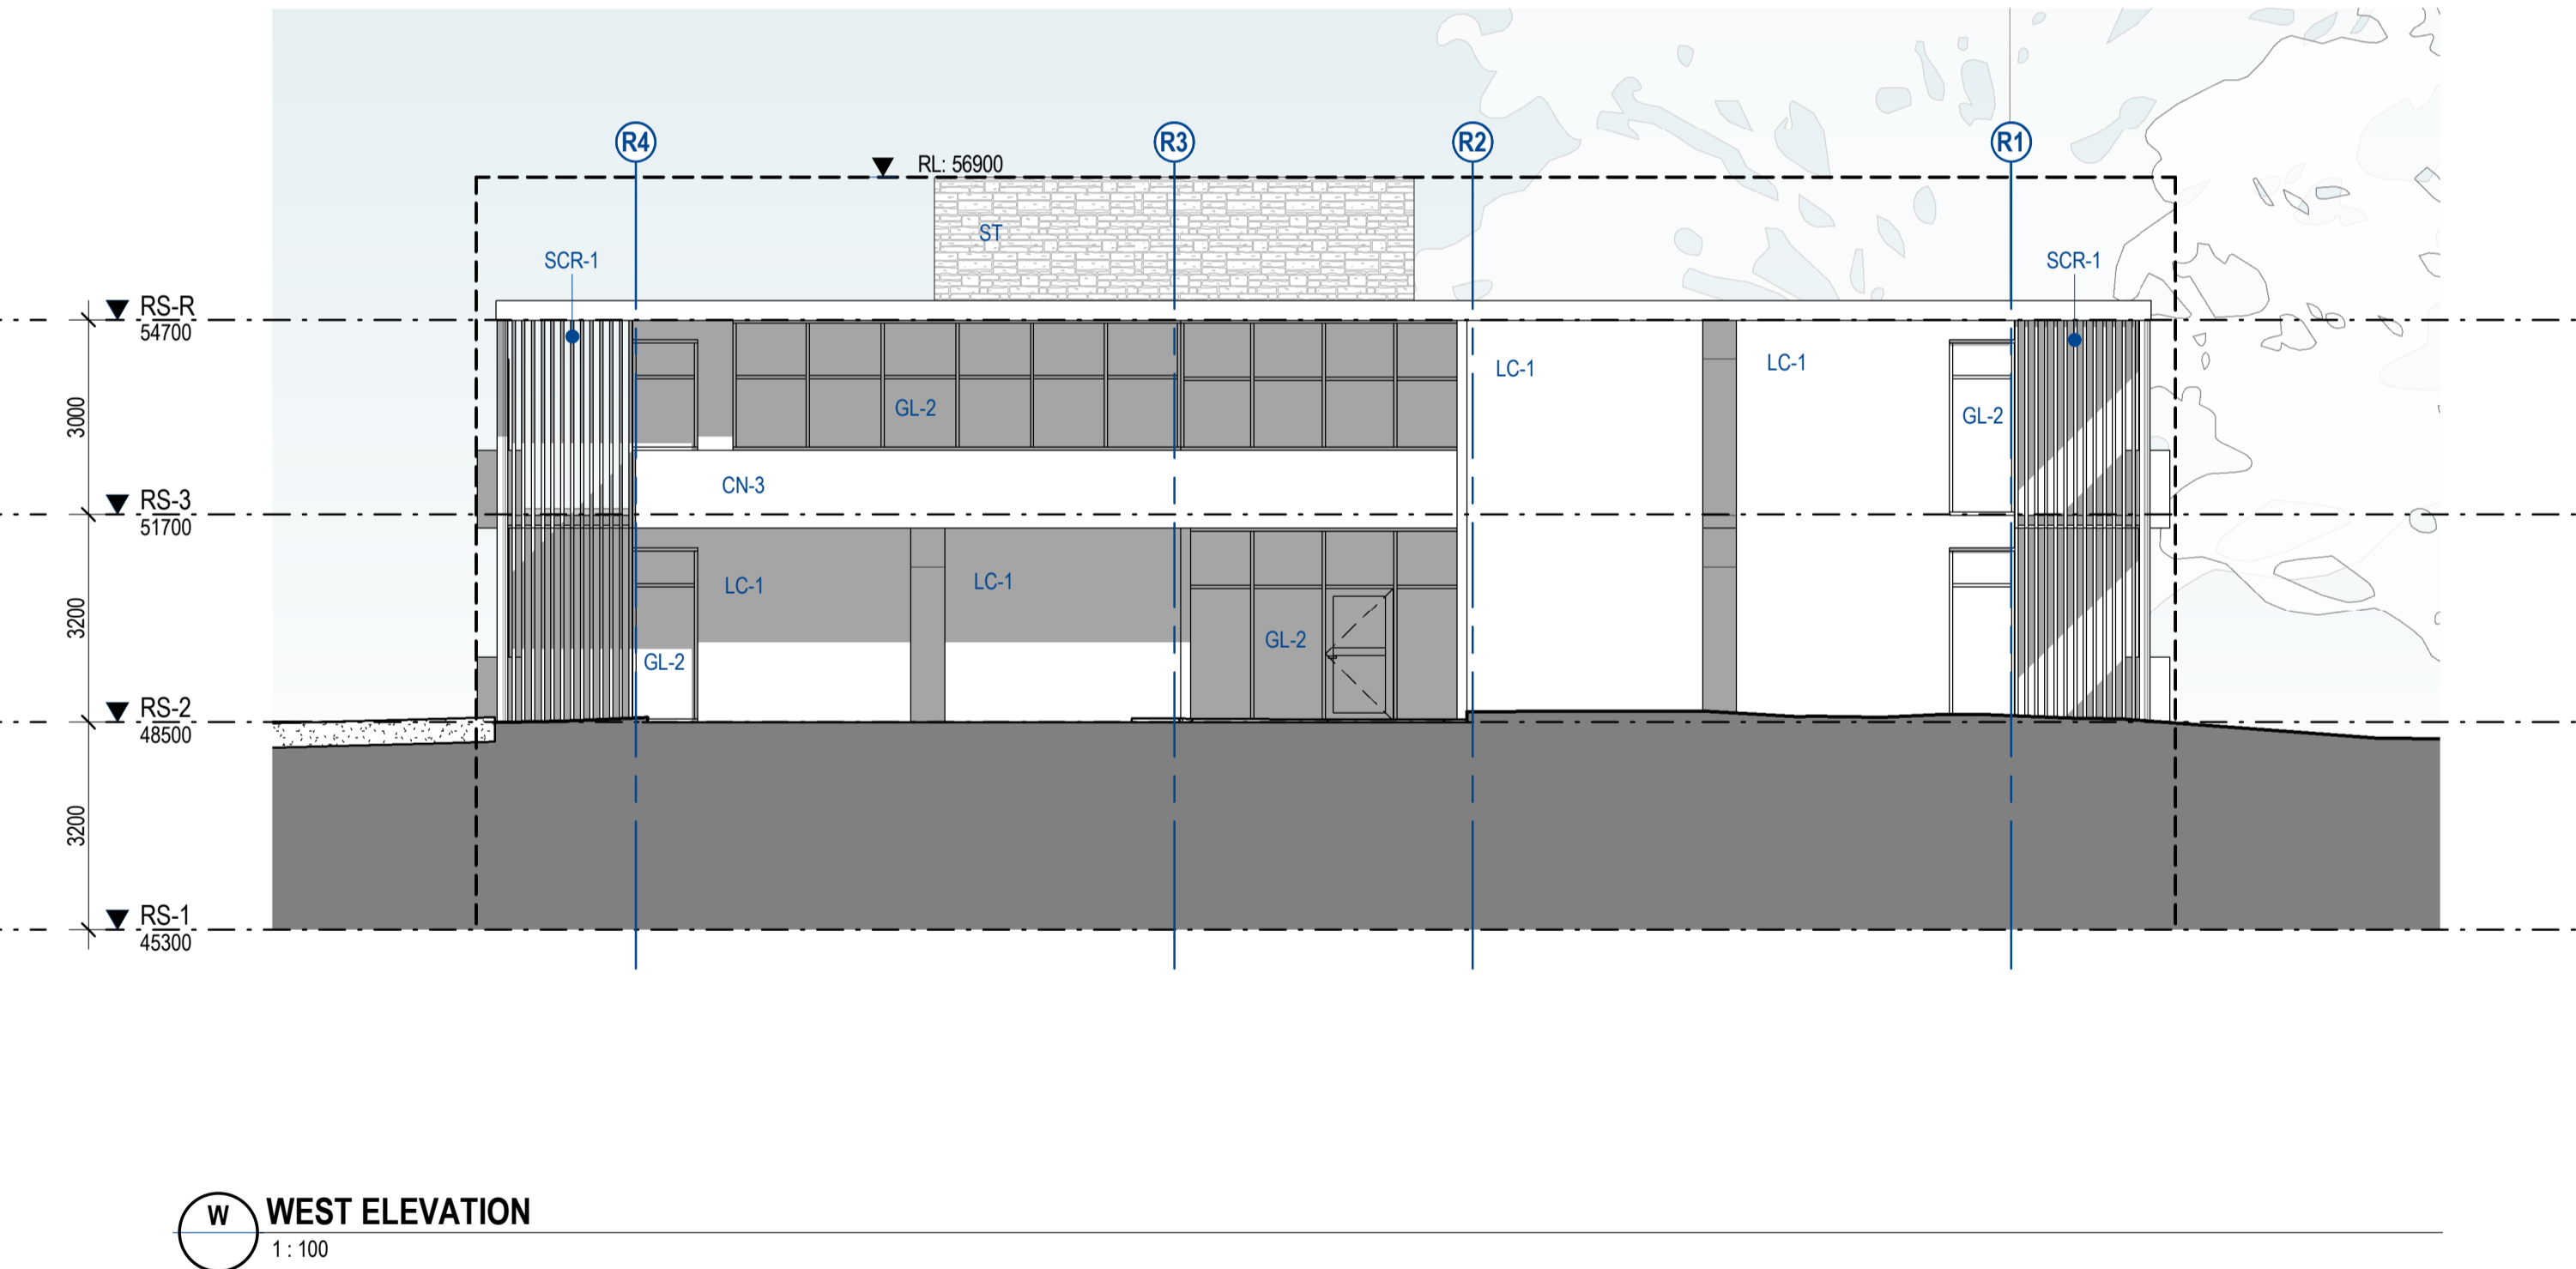 R4
R3
R2
R1
RL: 56900
ST
SCR-1
SCR-1
RS-R
54700
LC-1
LC-1
GL-2
GL-2
3000
CN-3
RS-3
51700
LC-1
LC-1
3200
GL-2
GL-2
RS-2
48500
3200
RS-1
45300
W
WEST ELEVATION
1 : 100